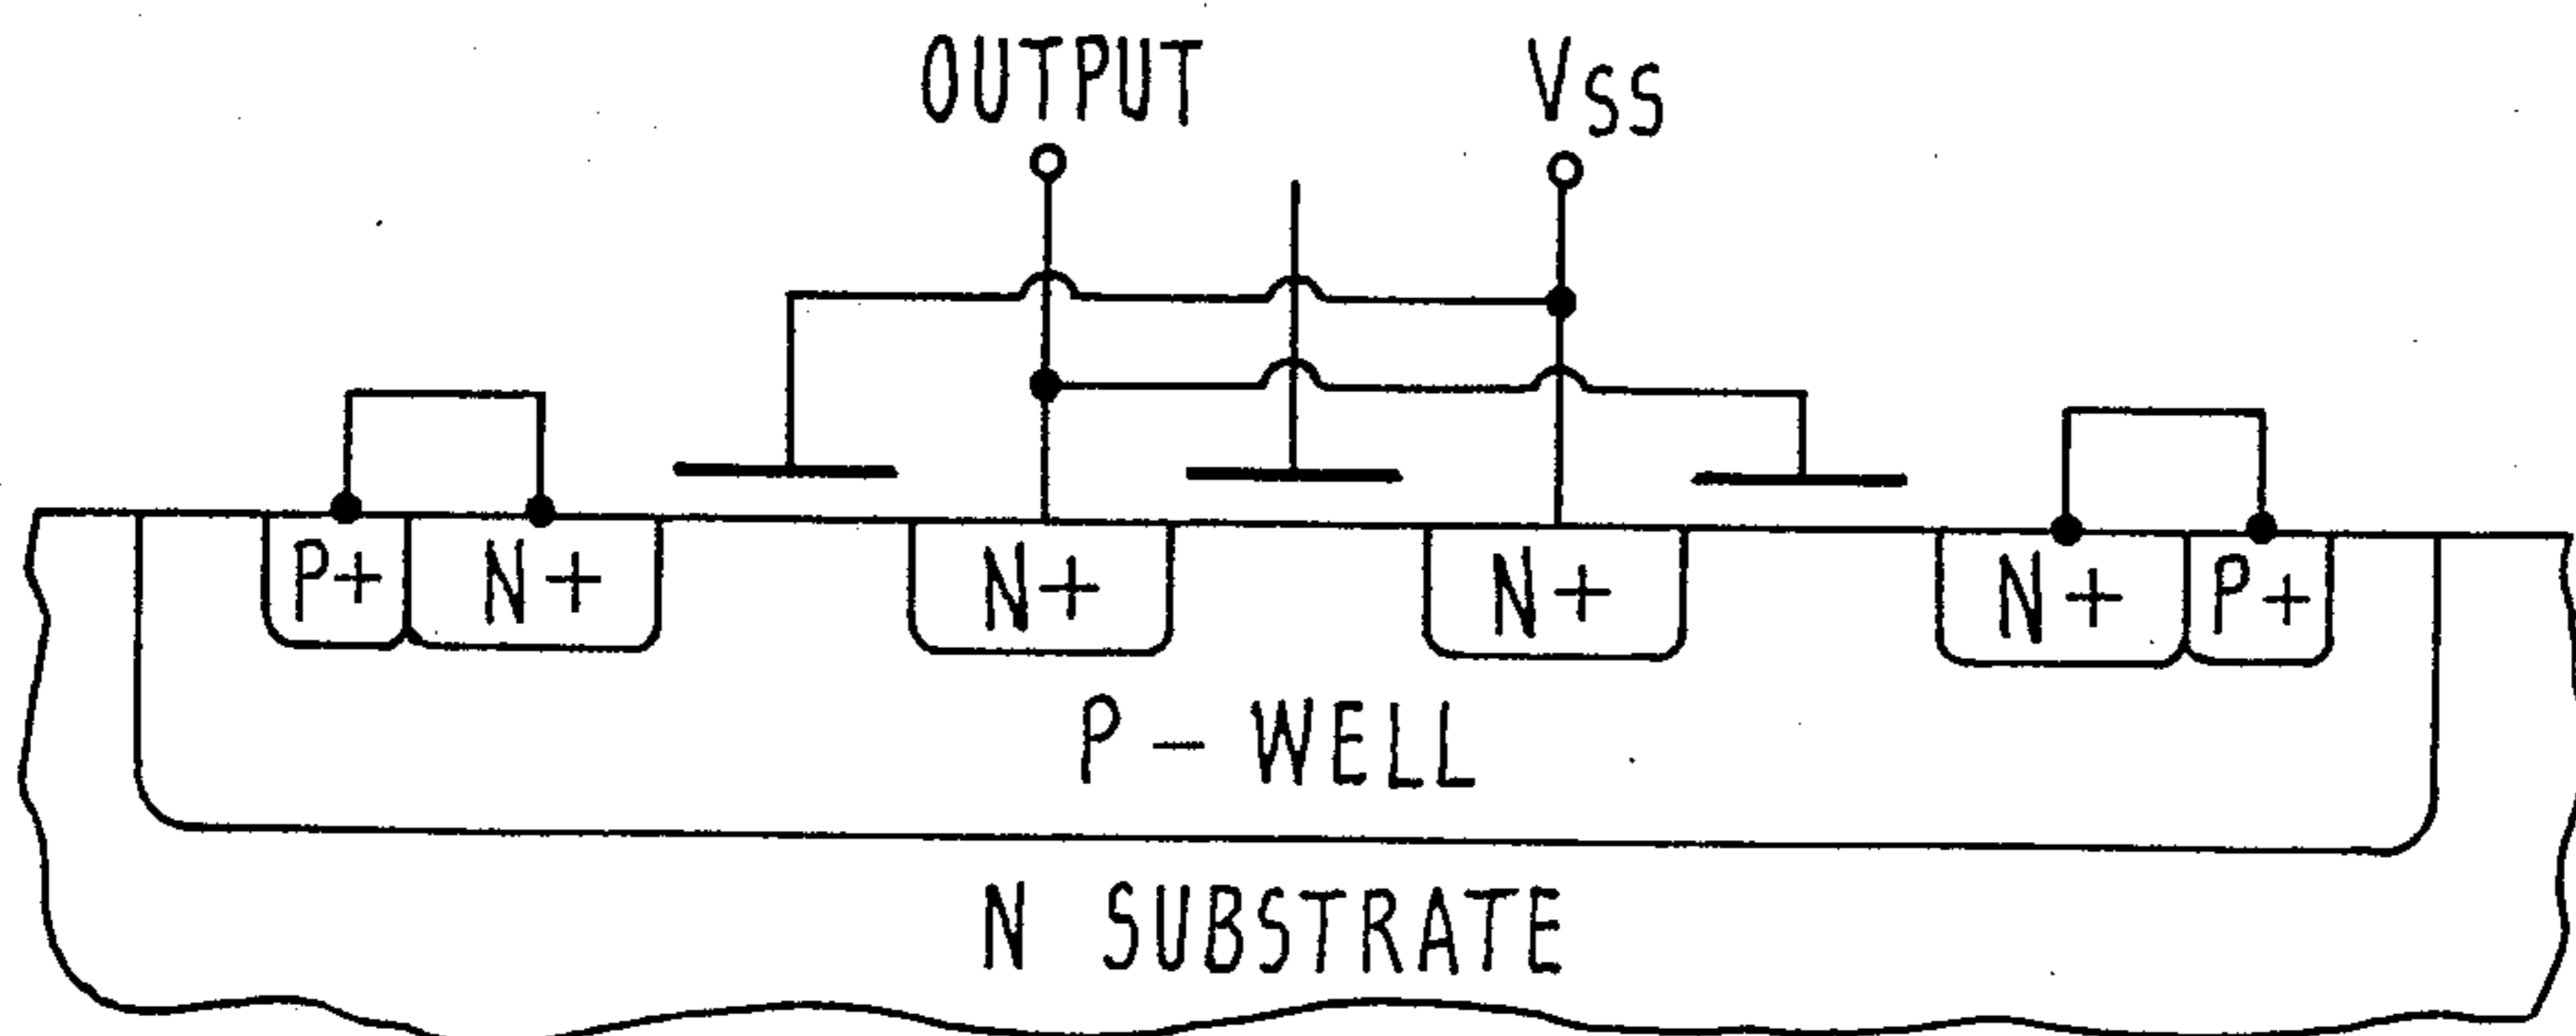 OUTPUT VSS
P+ N+ N+ N+ N+ P+
P- WELL
N SUBSTRATE